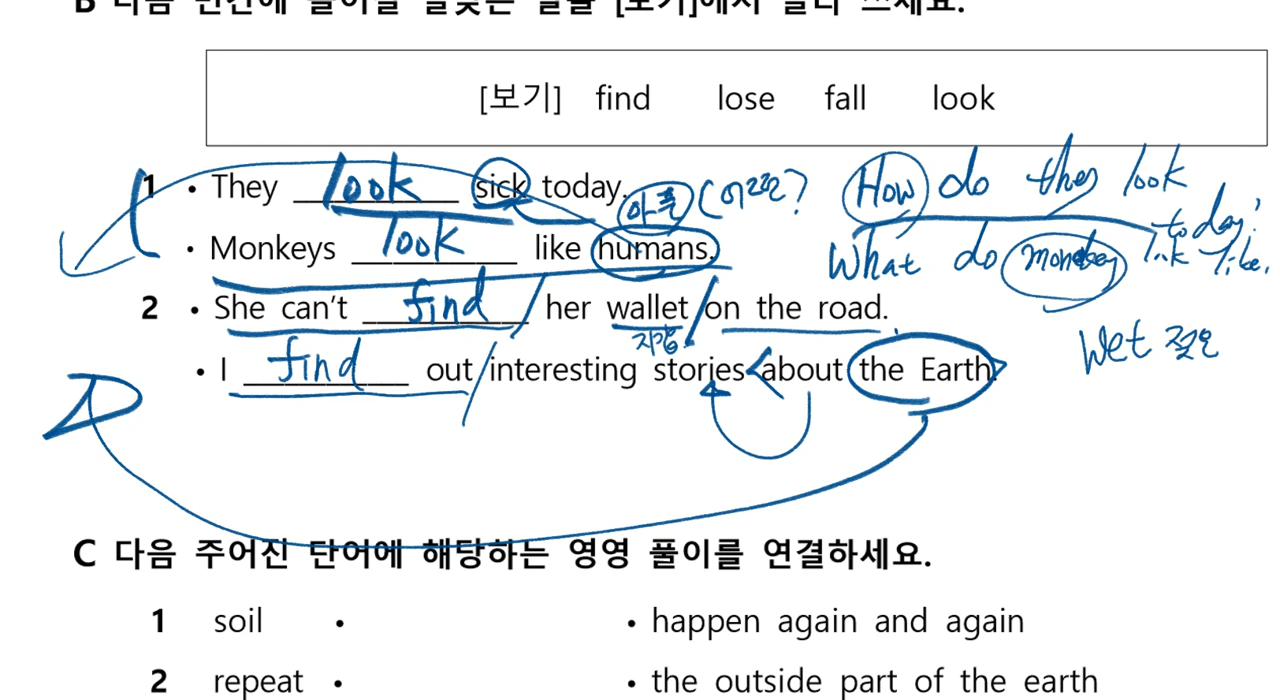 B 다음 빈칸에 들어갈 알맞은 말을 [보기]에서 골라 쓰세요.
[보기] find lose fall look
1 • They look sick today.
아픈 (어때?
How do they look today?
• Monkeys look like humans.
What do monkey look like.
2 • She can't find her wallet on the road.
지갑
wet 젖은
• I find out interesting stories about the Earth.
C 다음 주어진 단어에 해당하는 영영 풀이를 연결하세요.
1 soil • • happen again and again
2 repeat • • the outside part of the earth